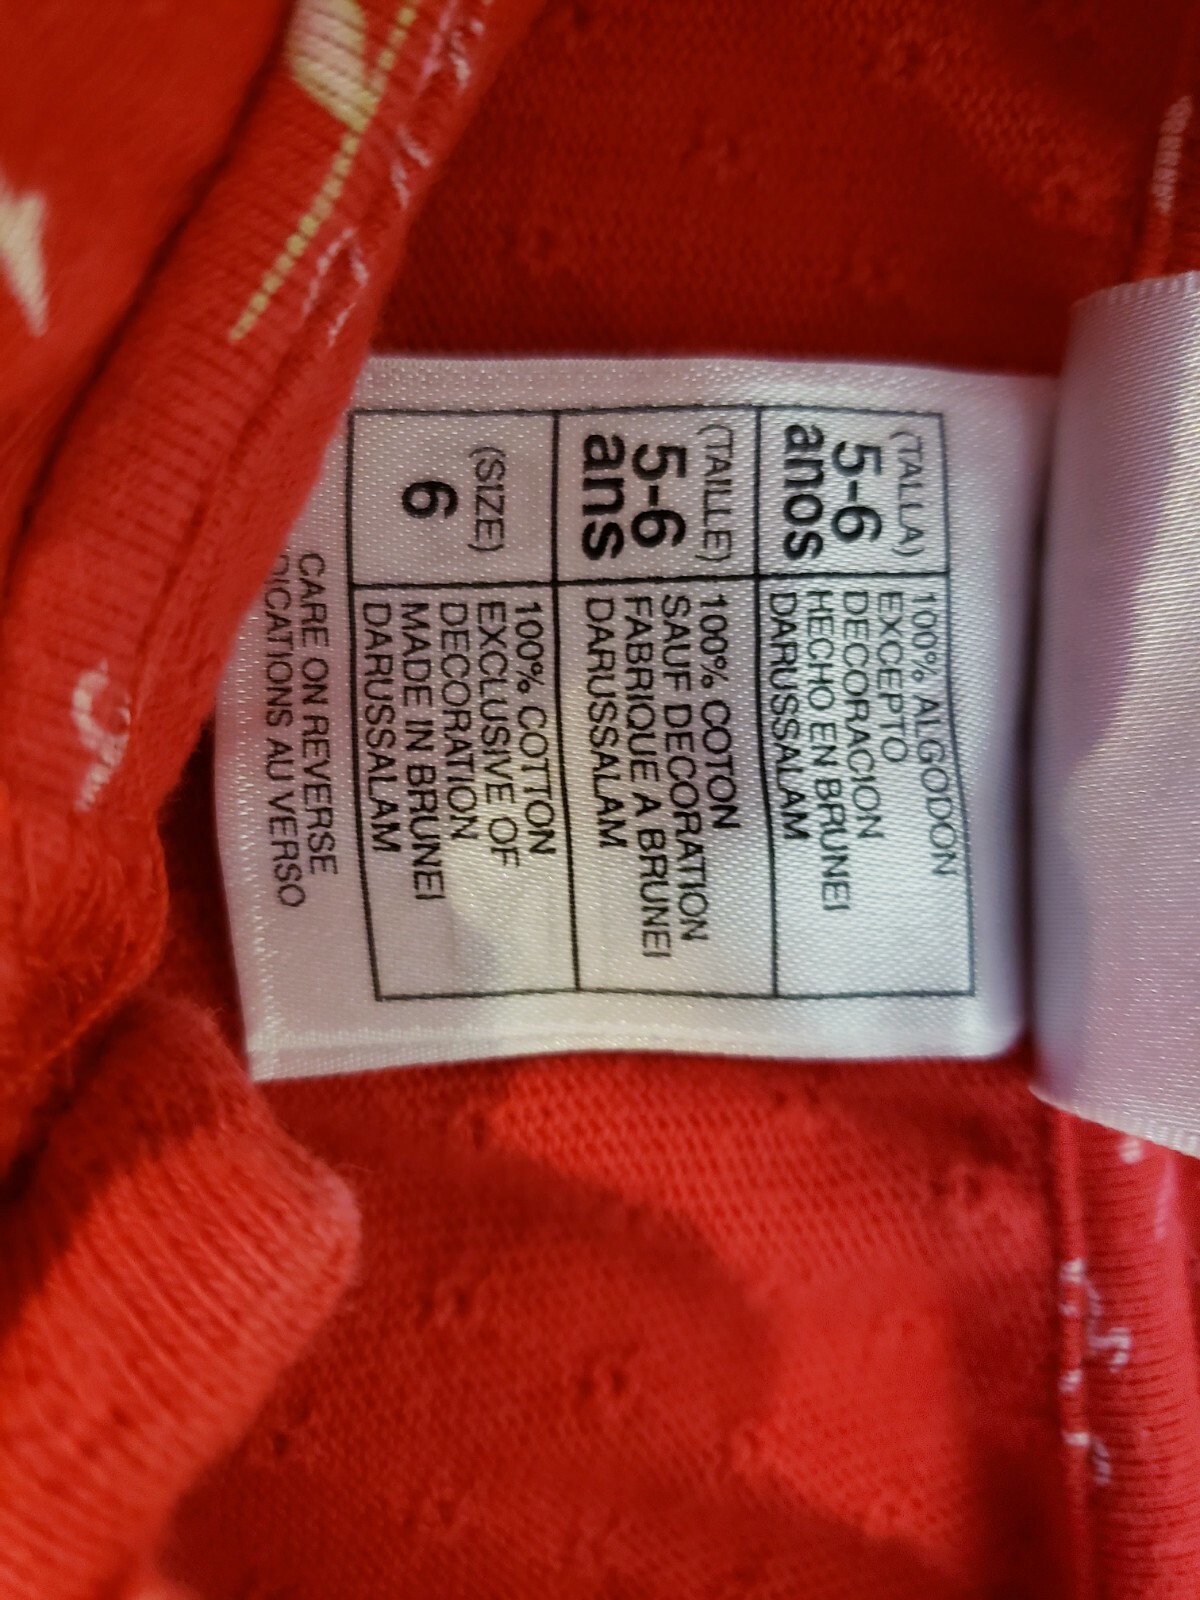 (TALLA)
5-6
anos
100% ALGODON
EXCEPTO
DECORACION
HECHO EN BRUNEI
DARUSSALAM
(TAILLE)
5-6
ans
100% COTON
SAUF DECORATION
FABRIQUE A BRUNEI
DARUSSALAM
(SIZE)
6
100% COTTON
EXCLUSIVE OF
DECORATION
MADE IN BRUNEI
DARUSSALAM
CARE ON REVERSE
DICATIONS AU VERSO